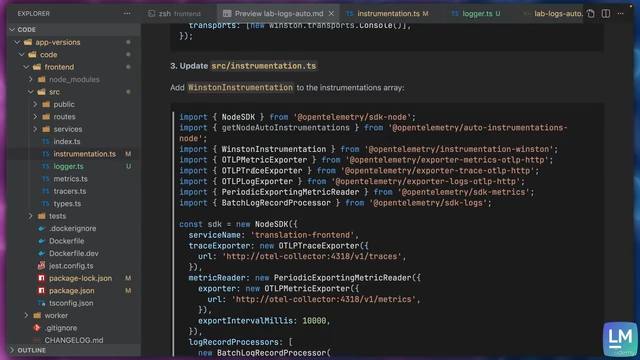 EXPLORER
CODE
app-versions
code
frontend
node_modules
src
public
routes
services
index.ts
instrumentation.ts M
logger.ts U
metrics.ts
tracers.ts
types.ts
tests
.dockerignore
Dockerfile
Dockerfile.dev
jest.config.ts
package-lock.json M
package.json M
tsconfig.json
worker
.gitignore
CHANGELOG.md
OUTLINE
zsh frontend
Preview lab-logs-auto.md
instrumentation.ts M
logger.ts U
lab-logs-auto.
transports: [new winston.transports.Console()],
});
3. Update src/instrumentation.ts
Add WinstonInstrumentation to the instrumentations array:
import { NodeSDK } from '@opentelemetry/sdk-node';
import { getNodeAutoInstrumentations } from '@opentelemetry/auto-instrumentations-
node';
import { WinstonInstrumentation } from '@opentelemetry/instrumentation-winston';
import { OTLPMetricExporter } from '@opentelemetry/exporter-metrics-otlp-http';
import { OTLPTraceExporter } from '@opentelemetry/exporter-trace-otlp-http';
import { OTLPLogExporter } from '@opentelemetry/exporter-logs-otlp-http';
import { PeriodicExportingMetricReader } from '@opentelemetry/sdk-metrics';
import { BatchLogRecordProcessor } from '@opentelemetry/sdk-logs';
const sdk = new NodeSDK({
serviceName: 'translation-frontend',
traceExporter: new OTLPTraceExporter({
url: 'http://otel-collector:4318/v1/traces',
}),
metricReader: new PeriodicExportingMetricReader({
exporter: new OTLPMetricExporter({
url: 'http://otel-collector:4318/v1/metrics',
}),
exportIntervalMillis: 10000,
}),
logRecordProcessors: [
new BatchLogRecordProcessor(
LM